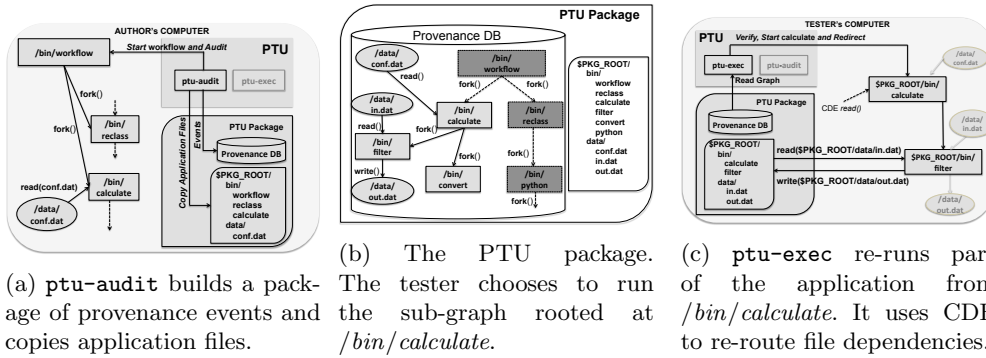 AUTHOR'S COMPUTER
PTU
/bin/workflow
Start workflow and Audit
ptu-audit
ptu-exec
fork()
/bin/
reclass
fork()
/bin/
calculate
read(conf.dat)
/data/
conf.dat
Copy Application Files
Events
PTU Package
Provenance DB
$PKG_ROOT/
bin/
workflow
reclass
calculate
data/
conf.dat
(a) ptu-audit builds a pack-
age of provenance events and
copies application files.
PTU Package
Provenance DB
/data/
conf.dat
/bin/
workflow
read()
fork()
fork()
/data/
in.dat
/bin/
calculate
/bin/
reclass
read()
fork()
/bin/
filter
fork()
fork()
write()
/data/
out.dat
/bin/
convert
/bin/
python
fork()
$PKG_ROOT/
bin/
workflow
reclass
calculate
filter
convert
python
data/
conf.dat
in.dat
out.dat
(b) The PTU package.
The tester chooses to run
the sub-graph rooted at
/bin/calculate.
TESTER'S COMPUTER
PTU
Verify, Start calculate and Redirect
ptu-exec
ptu-audit
Read Graph
/data/
conf.dat
$PKG_ROOT/bin/
calculate
CDE read()
PTU Package
Provenance DB
$PKG_ROOT/
bin/
calculate
filter
data/
in.dat
out.dat
/data/
in.dat
read($PKG_ROOT/data/in.dat)
$PKG_ROOT/bin/
filter
write($PKG_ROOT/data/out.dat)
/data/
out.dat
(c) ptu-exec re-runs par
of the application from
/bin/calculate. It uses CDE
to re-route file dependencies.